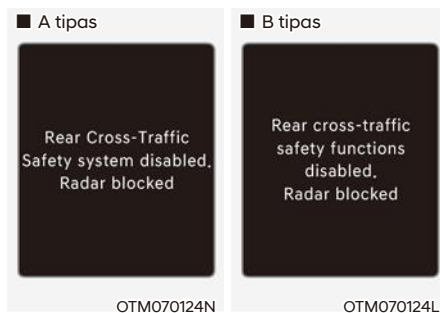 ■ A tipas
Rear Cross-Traffic
Safety system disabled.
Radar blocked
OTM070124N
■ B tipas
Rear cross-traffic
safety functions
disabled.
Radar blocked
OTM070124L